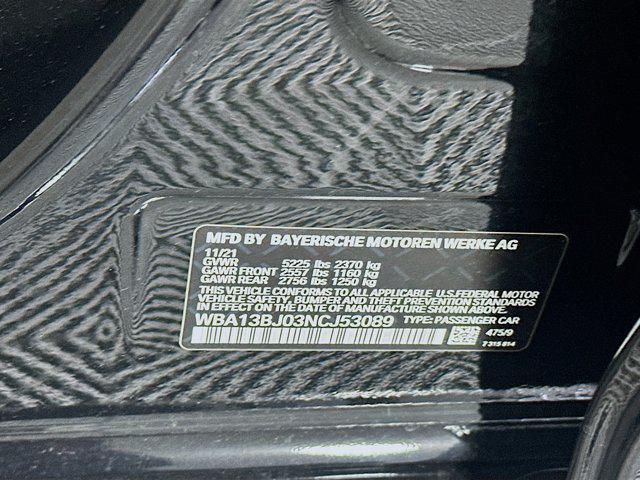 MFD BY BAYERISCHE MOTOREN WERKE AG
11/21
GVWR 5225 lbs 2370 kg
GAWR FRONT 2557 lbs 1160 kg
GAWR REAR 2756 lbs 1250 kg
THIS VEHICLE CONFORMS TO ALL APPLICABLE U.S. FEDERAL MOTOR
VEHICLE SAFETY, BUMPER AND THEFT PREVENTION STANDARDS
IN EFFECT ON THE DATE OF MANUFACTURE SHOWN ABOVE.
WBA13BJ03NCJ53089 TYPE: PASSENGER CAR
475/9
7 315 814